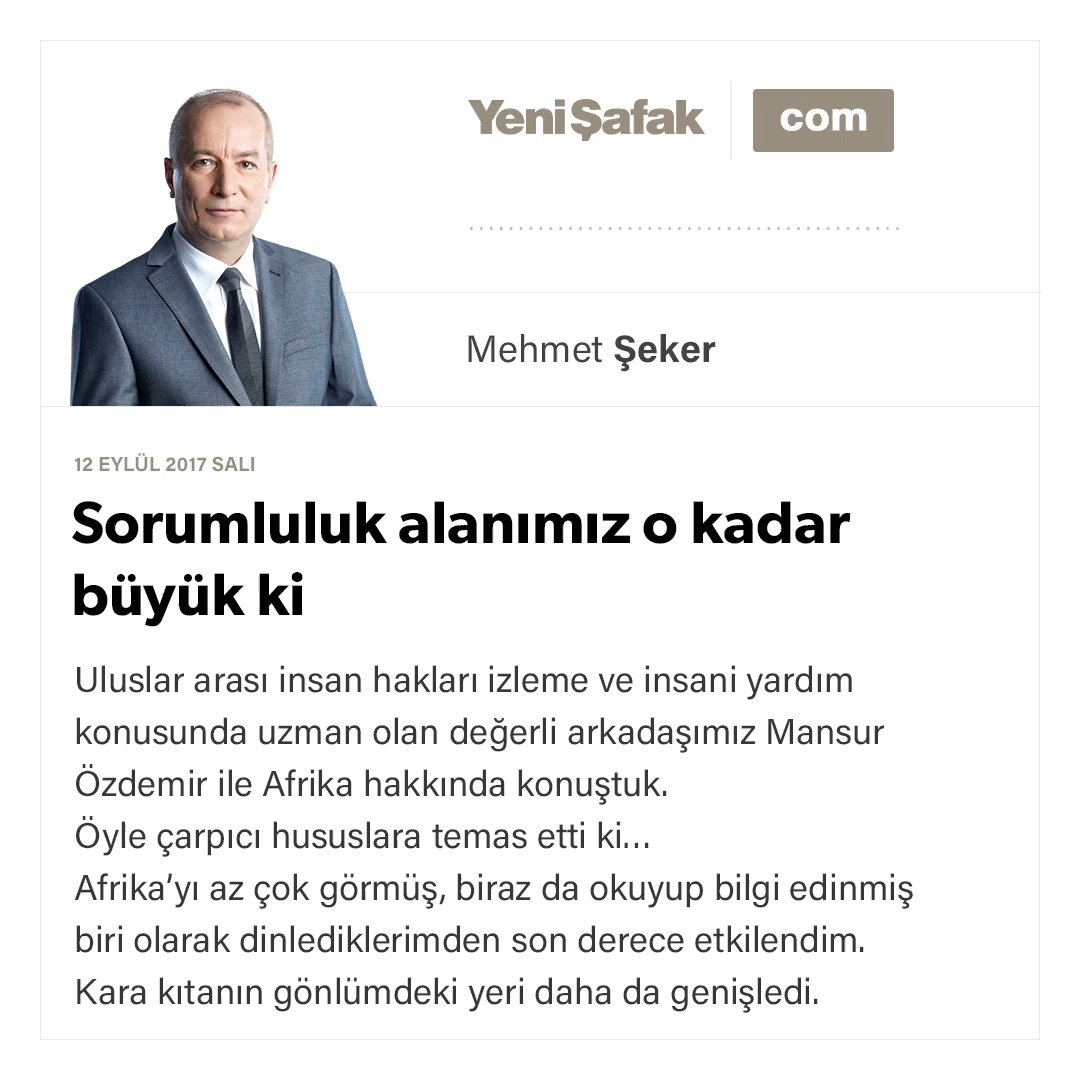 YeniŞafak com
Mehmet Şeker
12 EYLÜL 2017 SALI
Sorumluluk alanımız o kadar
büyük ki
Uluslar arası insan hakları izleme ve insani yardım
konusunda uzman olan değerli arkadaşımız Mansur
Özdemir ile Afrika hakkında konuştuk.
Öyle çarpıcı hususlara temas etti ki...
Afrika’yı az çok görmüş, biraz da okuyup bilgi edinmiş
biri olarak dinlediklerimden son derece etkilendim.
Kara kıtanın gönlümdeki yeri daha da genişledi.